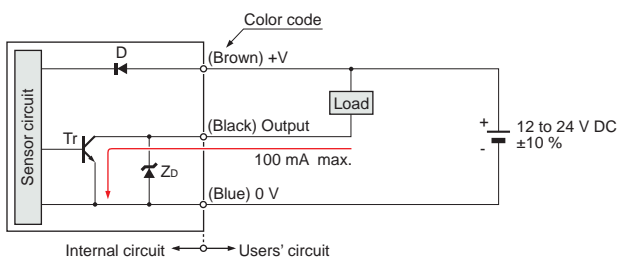 Color code
D
(Brown) +V
Sensor circuit
Load
Tr
(Black) Output
+
12 to 24 V DC
-
±10 %
100 mA  max.
ZD
(Blue) 0 V
Internal circuit
Users' circuit